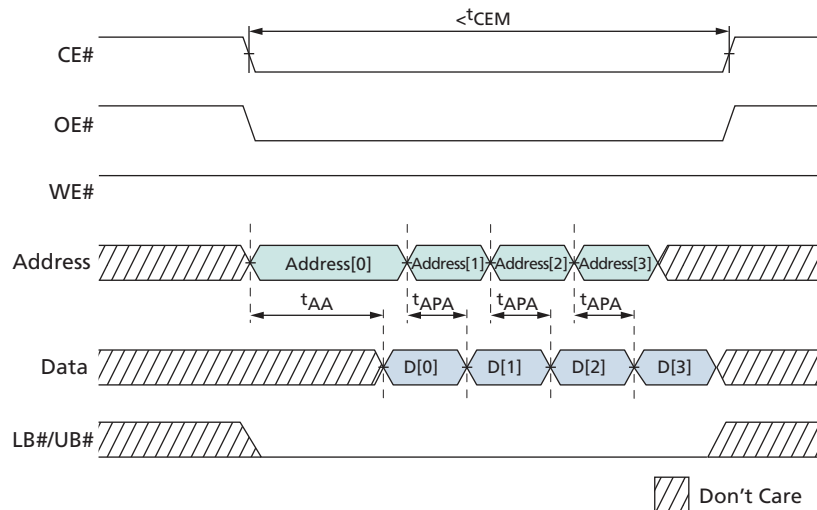 <tCEM
CE#
OE#
WE#
Address Address[0] Address[1] Address[2] Address[3]
tAA tAPA tAPA tAPA
Data D[0] D[1] D[2] D[3]
LB#/UB#
Don't Care